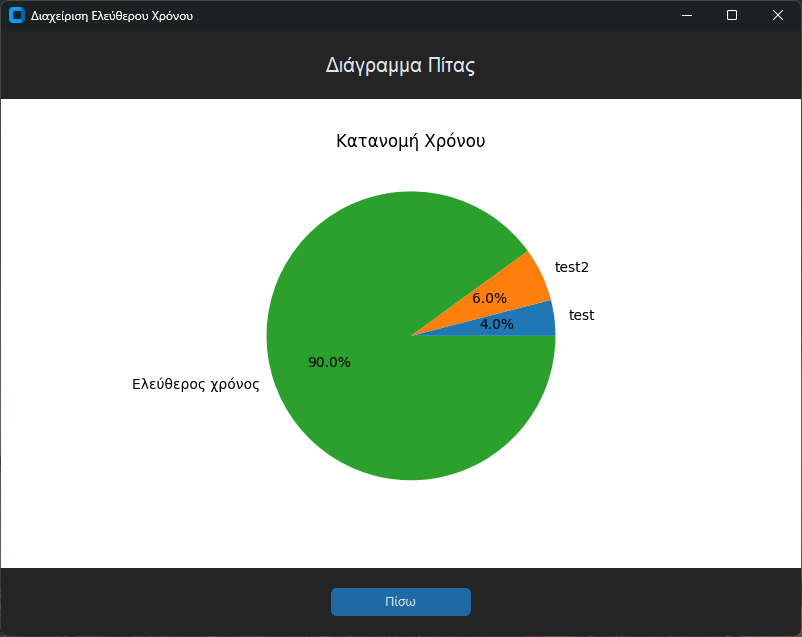 Διαχείριση Ελεύθερου Χρόνου
Διάγραμμα Πίτας
Κατανομή Χρόνου
test2
6.0%
test
4.0%
90.0%
Ελεύθερος χρόνος
Πίσω